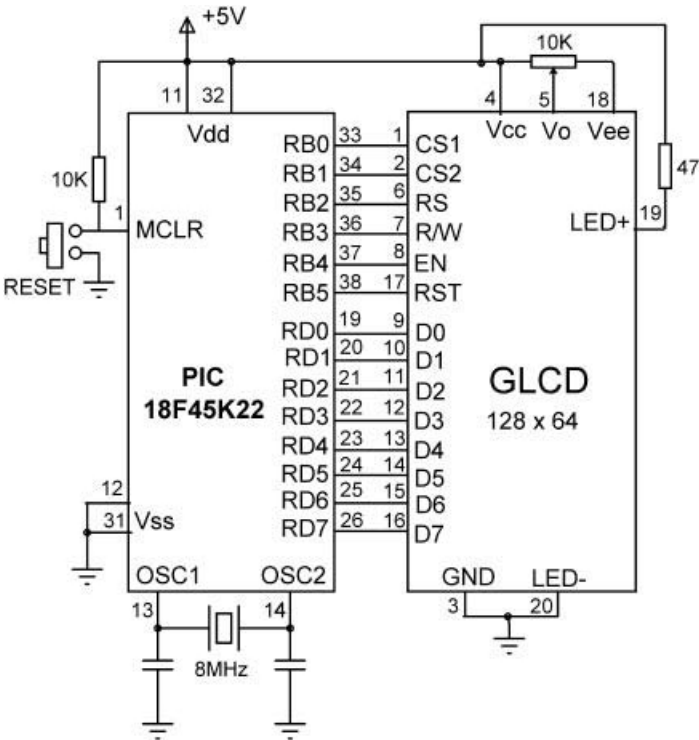 +5V
10K
11 32
4 5 18
Vdd
Vcc Vo Vee
RB0 33 1 CS1
RB1 34 2 CS2
10K
47
RB2 35 6 RS
1
19
MCLR
RB3 36 7 R/W
LED+
RB4 37 8 EN
RESET
RB5 38 17 RST
RD0 19 9 D0
RD1 20 10 D1
PIC
GLCD
RD2 21 11 D2
18F45K22
RD3 22 12 D3
128 x 64
RD4 23 13 D4
RD5 24 14 D5
12
RD6 25 15 D6
31 Vss
RD7 26 16 D7
OSC1 OSC2
GND LED-
13 14
3 20
8MHz